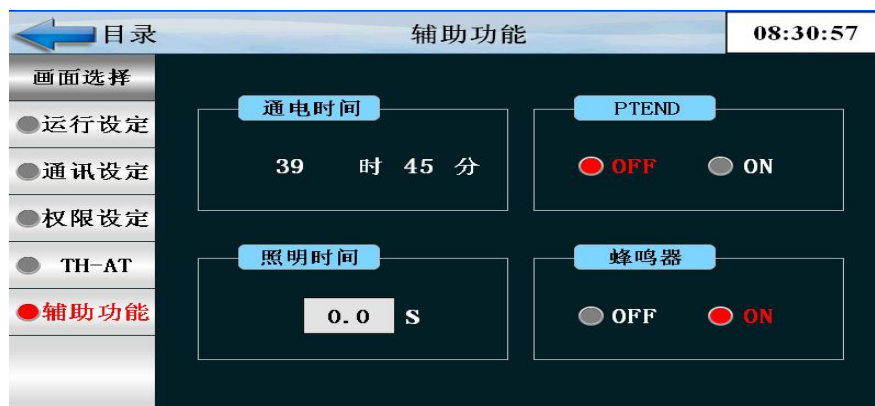 目录
辅助功能
08:30:57
画面选择
运行设定
通讯设定
权限设定
TH-AT
辅助功能
通电时间
39 时 45 分
PTEND
OFF ON
照明时间
0.0 S
蜂鸣器
OFF ON